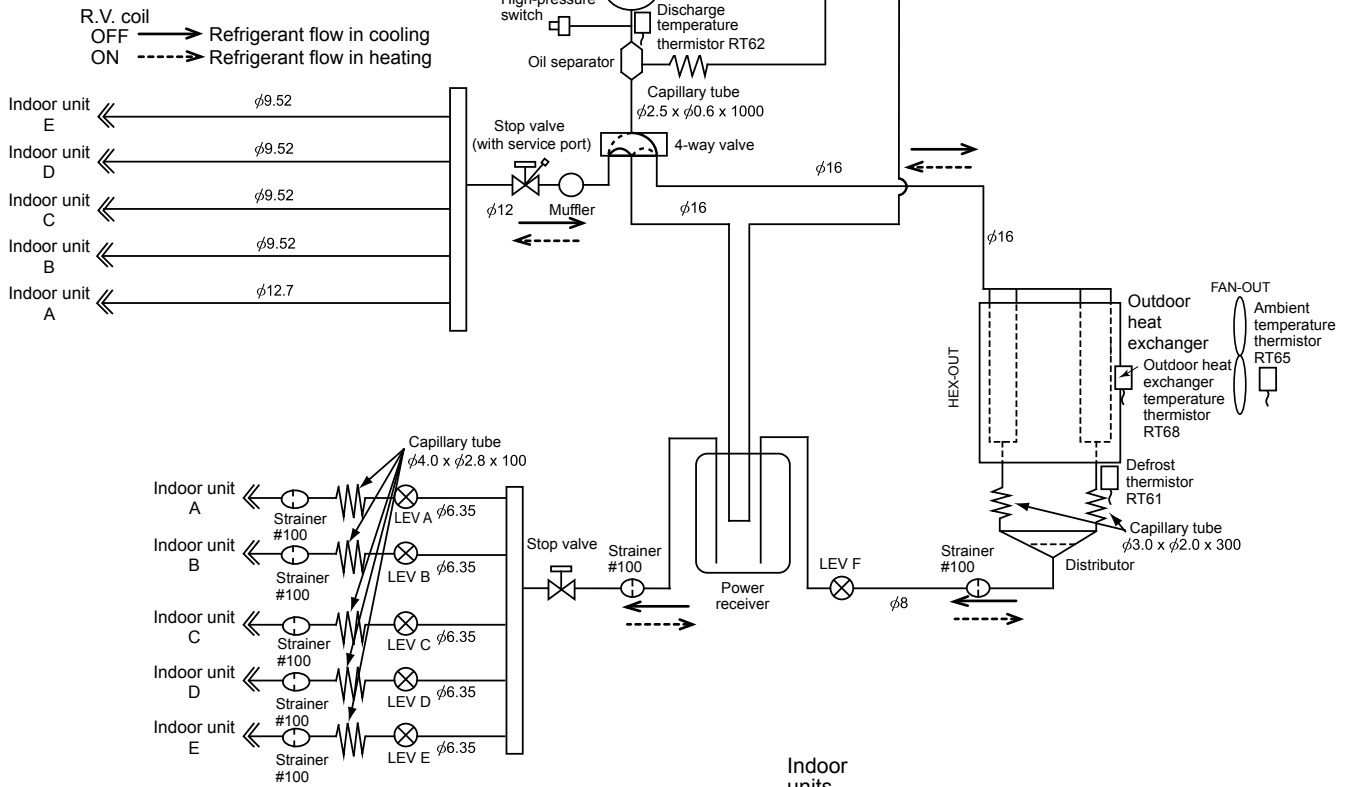 R.V. coil
OFF Refrigerant flow in cooling
ON Refrigerant flow in heating
High-pressure
switch
Discharge
temperature
thermistor RT62
Oil separator
Capillary tube
ϕ2.5 x ϕ0.6 x 1000
Stop valve
(with service port)
4-way valve
Indoor unit
E
ϕ9.52
Indoor unit
D
ϕ9.52
Indoor unit
C
ϕ9.52
Indoor unit
B
ϕ9.52
Indoor unit
A
ϕ12.7
ϕ12
Muffler
ϕ16
ϕ16
ϕ16
HEX-OUT
Outdoor
heat
exchanger
FAN-OUT
Ambient
temperature
thermistor
RT65
Outdoor heat
exchanger
temperature
thermistor
RT68
Defrost
thermistor
RT61
Capillary tube
ϕ3.0 x ϕ2.0 x 300
Distributor
Capillary tube
ϕ4.0 x ϕ2.8 x 100
Indoor unit
A
Strainer
#100
LEV A
ϕ6.35
Indoor unit
B
Strainer
#100
LEV B
ϕ6.35
Indoor unit
C
Strainer
#100
LEV C
ϕ6.35
Indoor unit
D
Strainer
#100
LEV D
ϕ6.35
Indoor unit
E
Strainer
#100
LEV E
ϕ6.35
Stop valve
Strainer
#100
Power
receiver
LEV F
ϕ8
Strainer
#100
Indoor
units